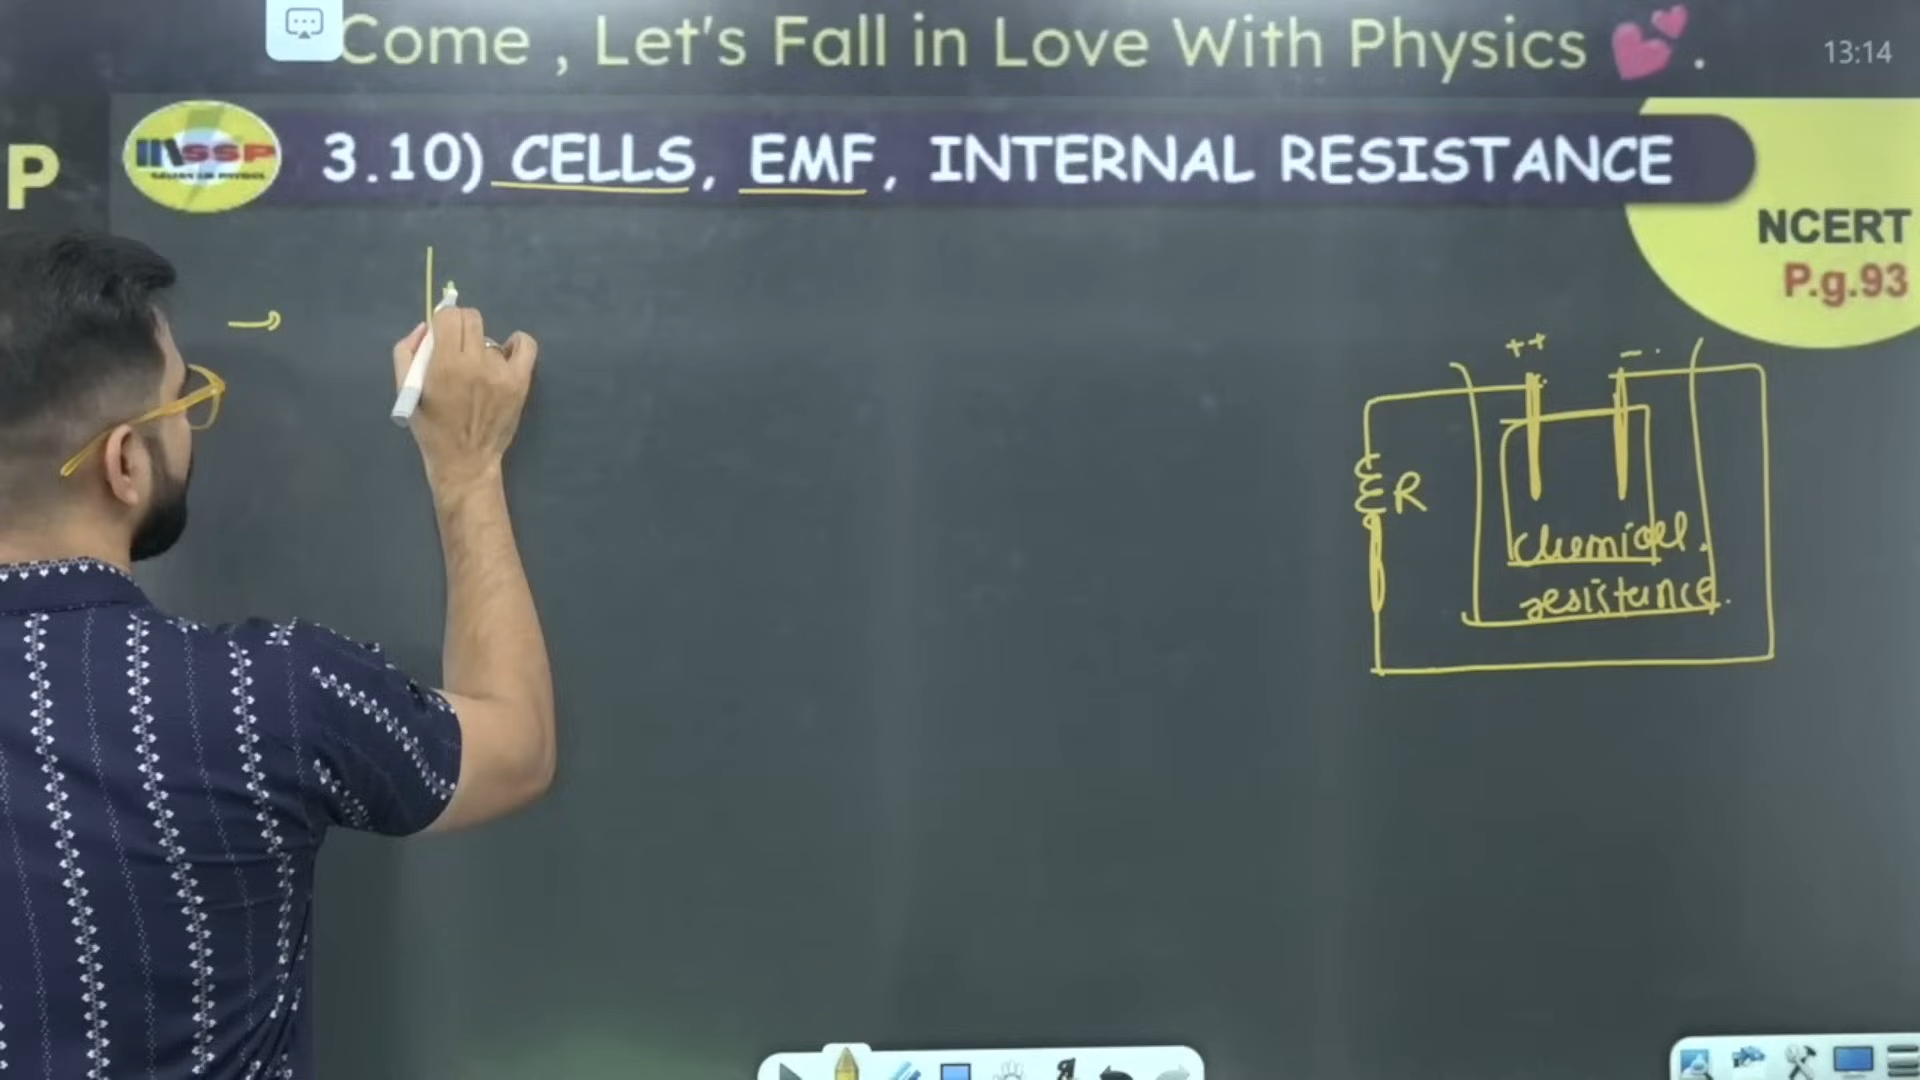 Come , Let's Fall in Love With Physics 💕 .
13:14
P
INSSP
3.10) CELLS, EMF, INTERNAL RESISTANCE
NCERT
P.g.93
++
- -
R
chemical.
resistance.